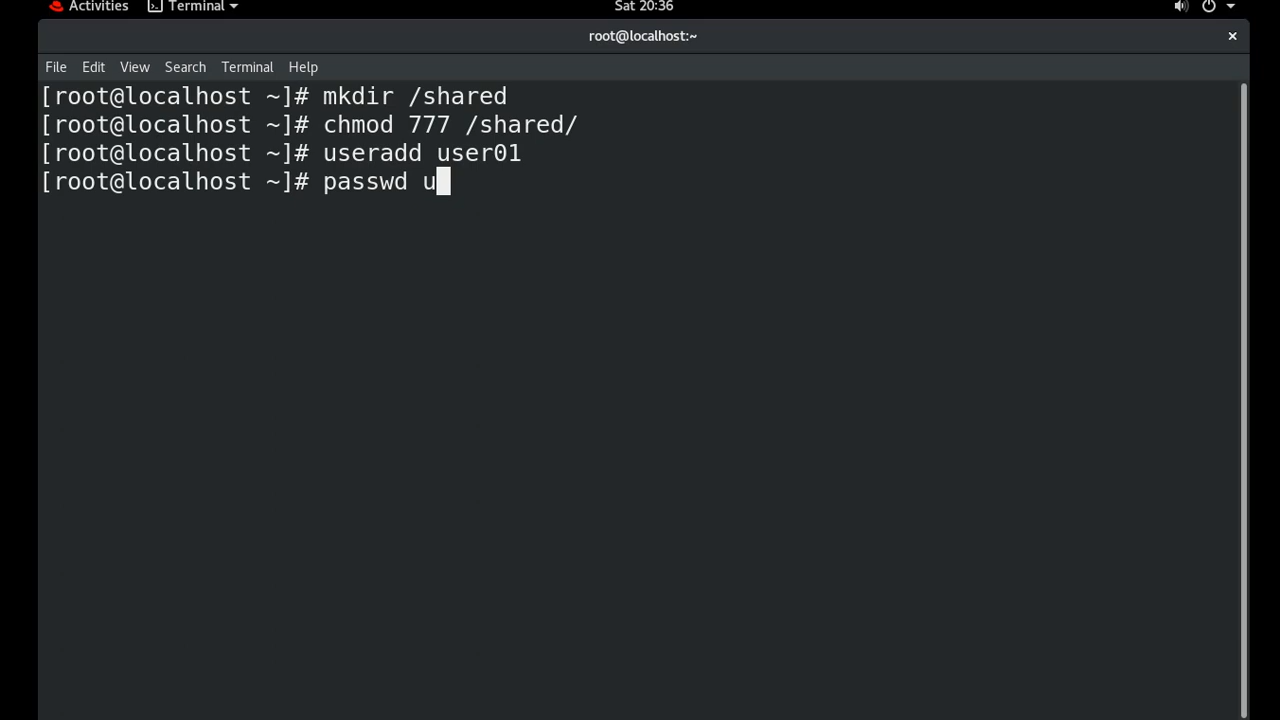 Activities Terminal Sat 20:36
root@localhost:~ ×
File Edit View Search Terminal Help
[root@localhost ~]# mkdir /shared
[root@localhost ~]# chmod 777 /shared/
[root@localhost ~]# useradd user01
[root@localhost ~]# passwd u